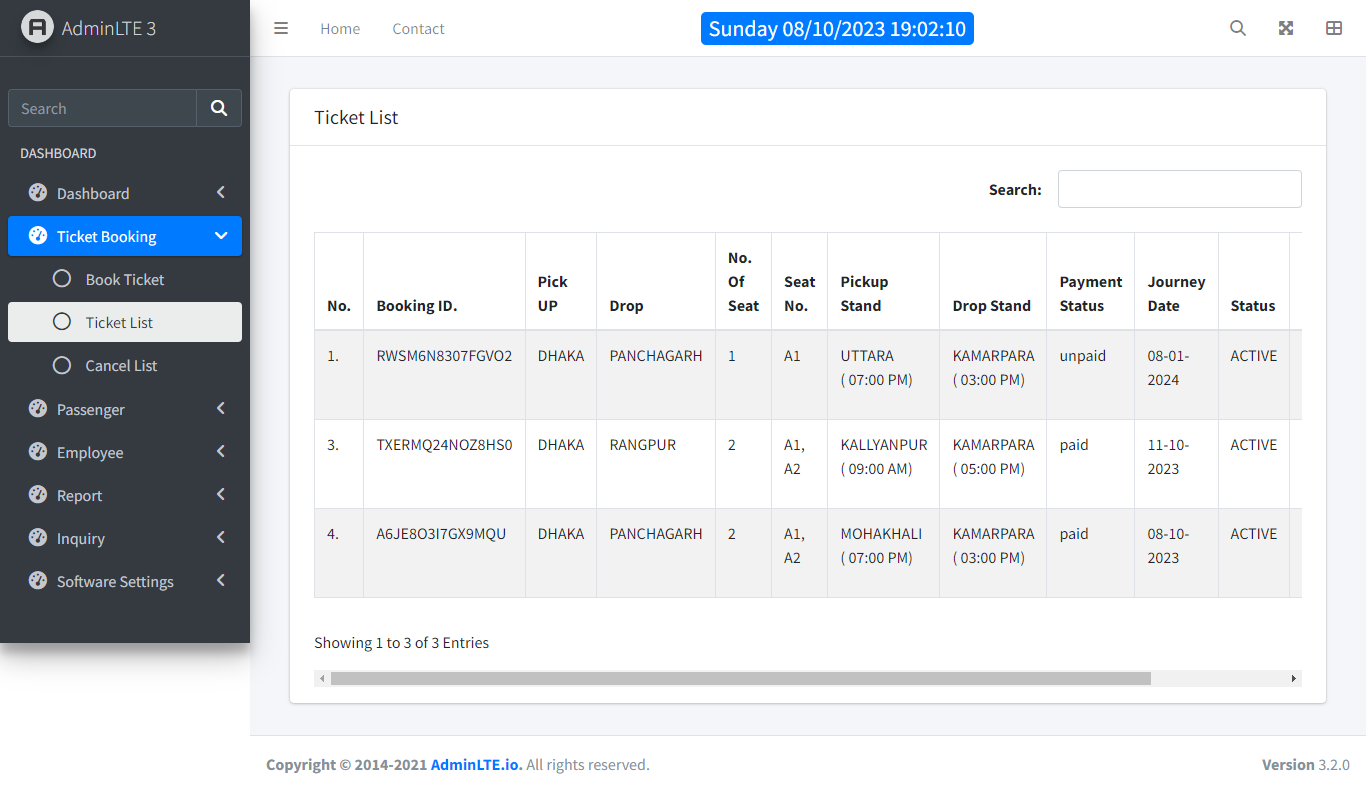 AdminLTE 3
Home
Contact
Sunday 08/10/2023 19:02:10
Search
DASHBOARD
Dashboard
Ticket Booking
Book Ticket
Ticket List
Cancel List
Passenger
Employee
Report
Inquiry
Software Settings
Ticket List
Search:
No. Booking ID. Pick UP Drop No. Of Seat Seat No. Pickup Stand Drop Stand Payment Status Journey Date Status
1. RWSM6N8307FGVO2 DHAKA PANCHAGARH 1 A1 UTTARA ( 07:00 PM) KAMARPARA ( 03:00 PM) unpaid 08-01-2024 ACTIVE
3. TXERMQ24NOZ8HS0 DHAKA RANGPUR 2 A1, A2 KALLYANPUR ( 09:00 AM) KAMARPARA ( 05:00 PM) paid 11-10-2023 ACTIVE
4. A6JE8O3I7GX9MQU DHAKA PANCHAGARH 2 A1, A2 MOHAKHALI ( 07:00 PM) KAMARPARA ( 03:00 PM) paid 08-10-2023 ACTIVE
Showing 1 to 3 of 3 Entries
Copyright © 2014-2021 AdminLTE.io. All rights reserved.
Version 3.2.0